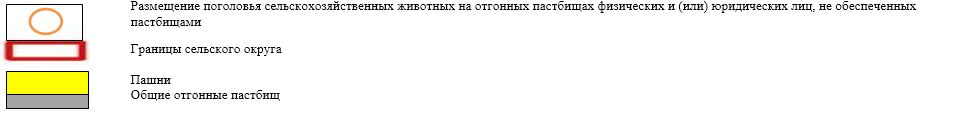 Размещение поголовья сельскохозяйственных животных на отгонных пастбищах физических и (или) юридических лиц, не обеспеченных
пастбищами
Границы сельского округа
Пашни
Общие отгонные пастбищ